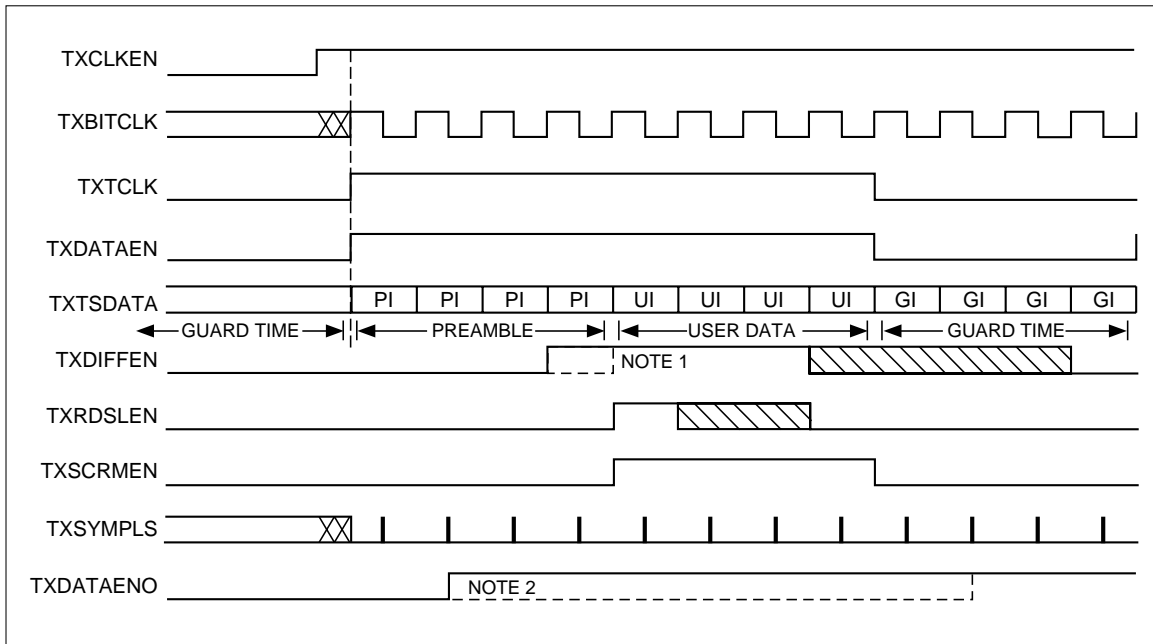 TXCLKEN
TXBITCLK
TXTCLK
TXDATAEN
TXTSDATA PI PI PI PI UI UI UI UI GI GI GI GI
GUARD TIME PREAMBLE USER DATA GUARD TIME
TXDIFFEN NOTE 1
TXRDSLEN
TXSCRMEN
TXSYMPLS
TXDATAENO NOTE 2